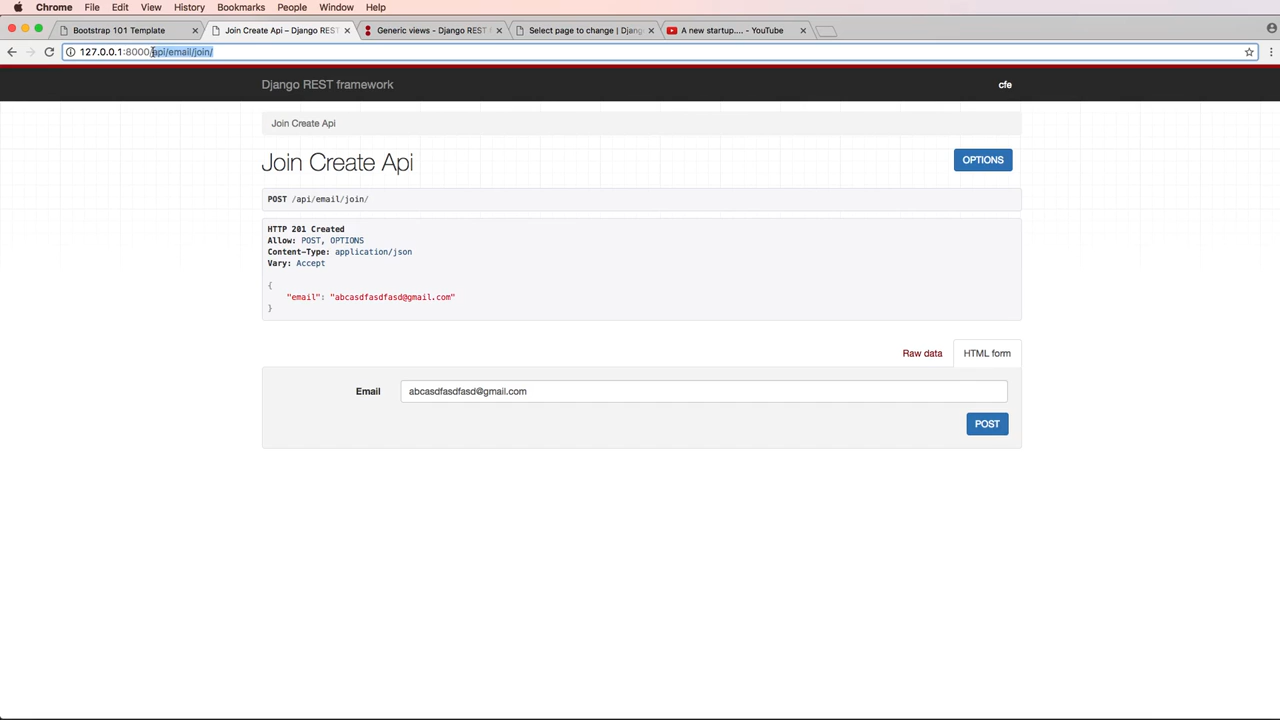 Chrome File Edit View History Bookmarks People Window Help
Bootstrap 101 Template
Join Create Api – Django REST
Generic views - Django REST F
Select page to change | Djang
A new startup.... - YouTube
127.0.0.1:8000/api/email/join/
Django REST framework
cfe
Join Create Api
Join Create Api
OPTIONS
POST /api/email/join/
HTTP 201 Created
Allow: POST, OPTIONS
Content-Type: application/json
Vary: Accept
{
"email": "abcasdfasdfasd@gmail.com"
}
Raw data
HTML form
Email
abcasdfasdfasd@gmail.com
POST